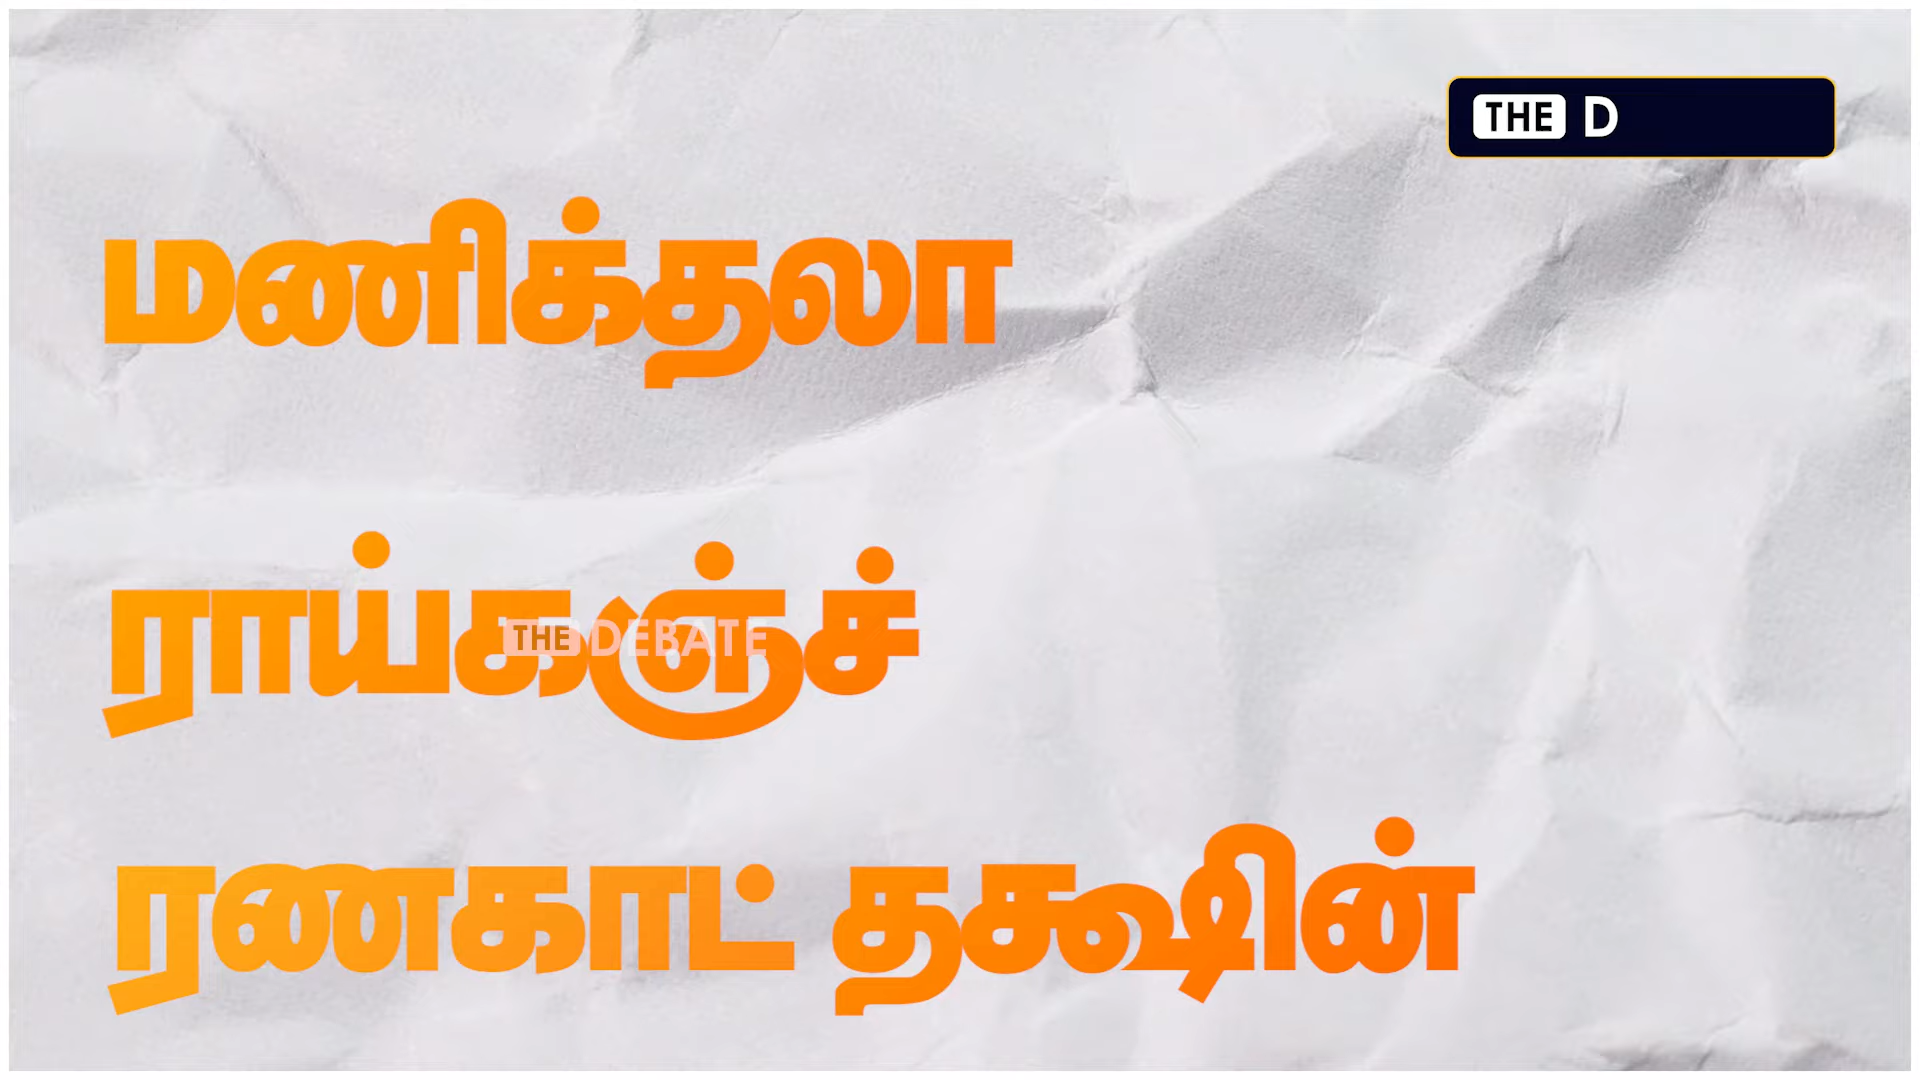 THE D
மணிக்தலா
ராய்கஞ்ச்
THE DEBATE
ரணகாட் தக்ஷின்